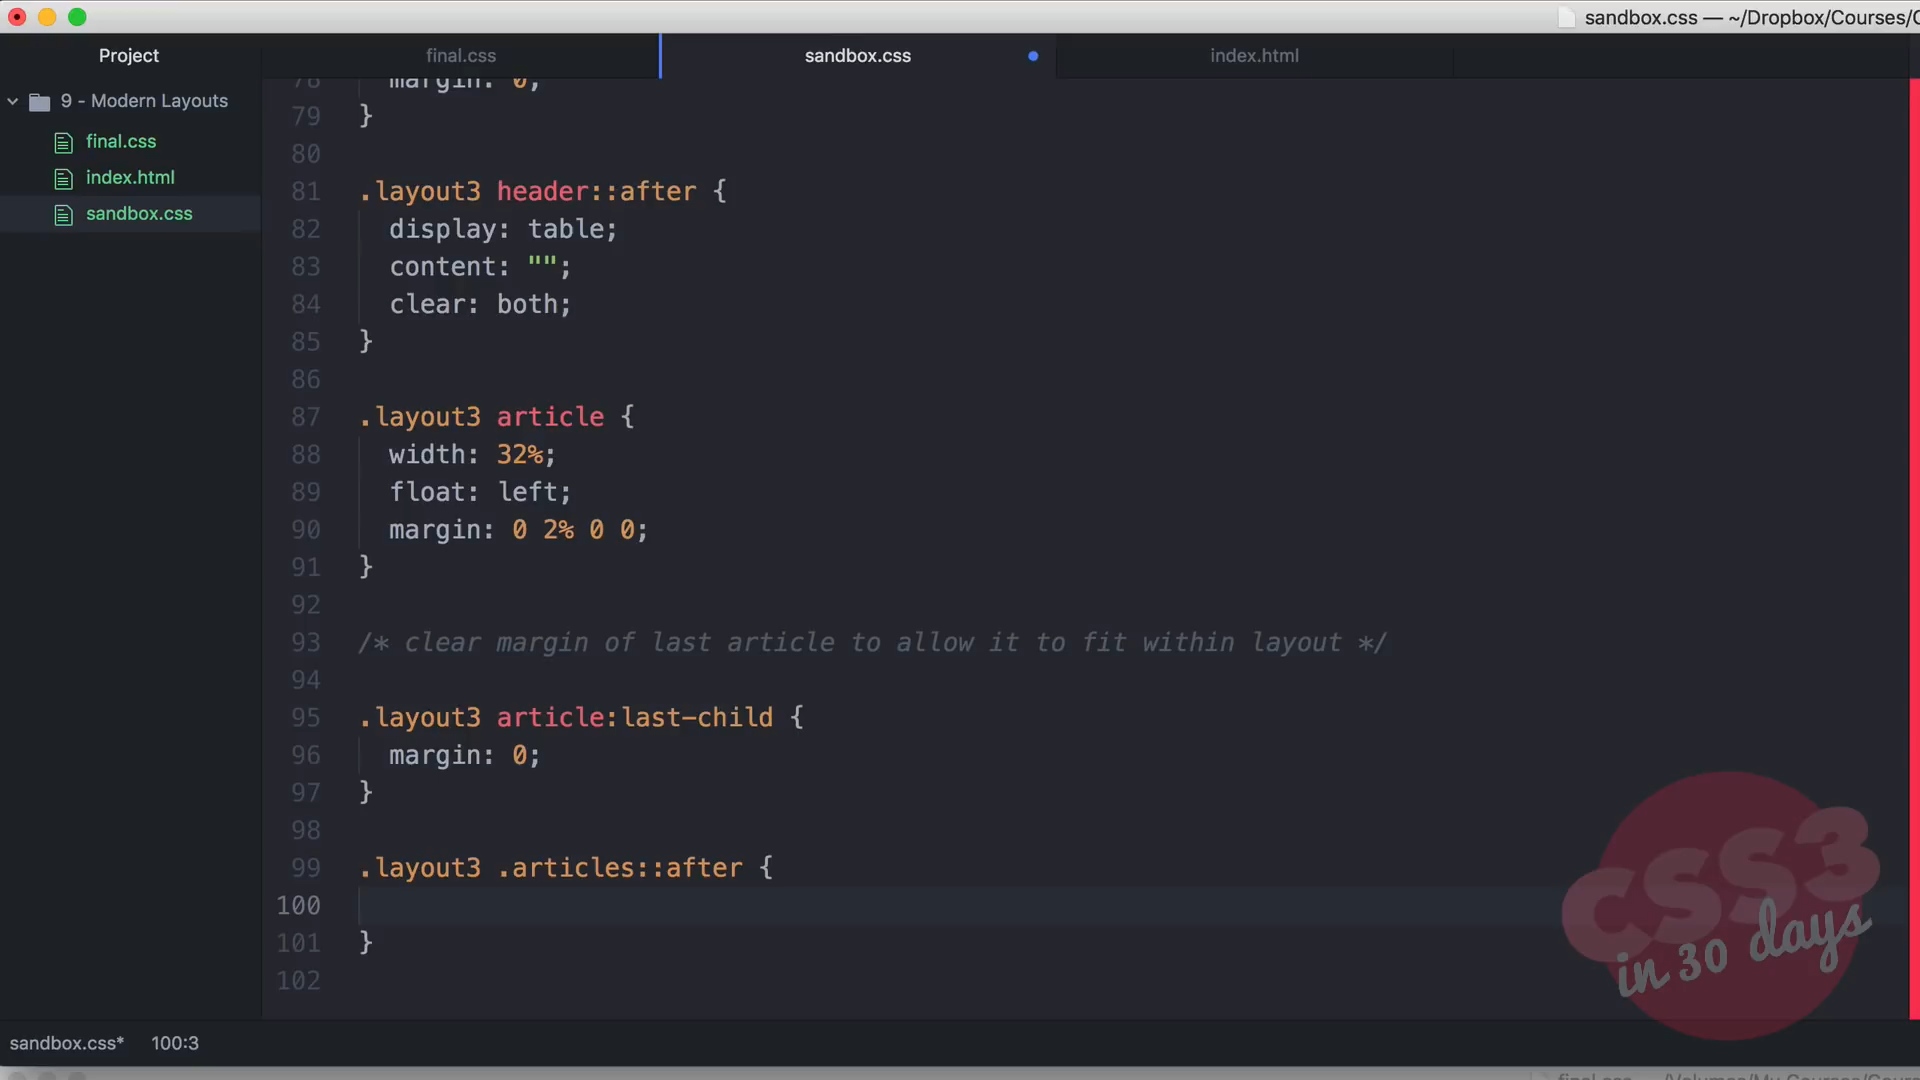 sandbox.css — ~/Dropbox/Courses/C
Project
final.css
sandbox.css
index.html
9 - Modern Layouts
final.css
index.html
sandbox.css
78 margin: 0;
79 }
80
81 .layout3 header::after {
82 display: table;
83 content: "";
84 clear: both;
85 }
86
87 .layout3 article {
88 width: 32%;
89 float: left;
90 margin: 0 2% 0 0;
91 }
92
93 /* clear margin of last article to allow it to fit within layout */
94
95 .layout3 article:last-child {
96 margin: 0;
97 }
98
99 .layout3 .articles::after {
100
101 }
102
CSS3
in 30 days
sandbox.css* 100:3